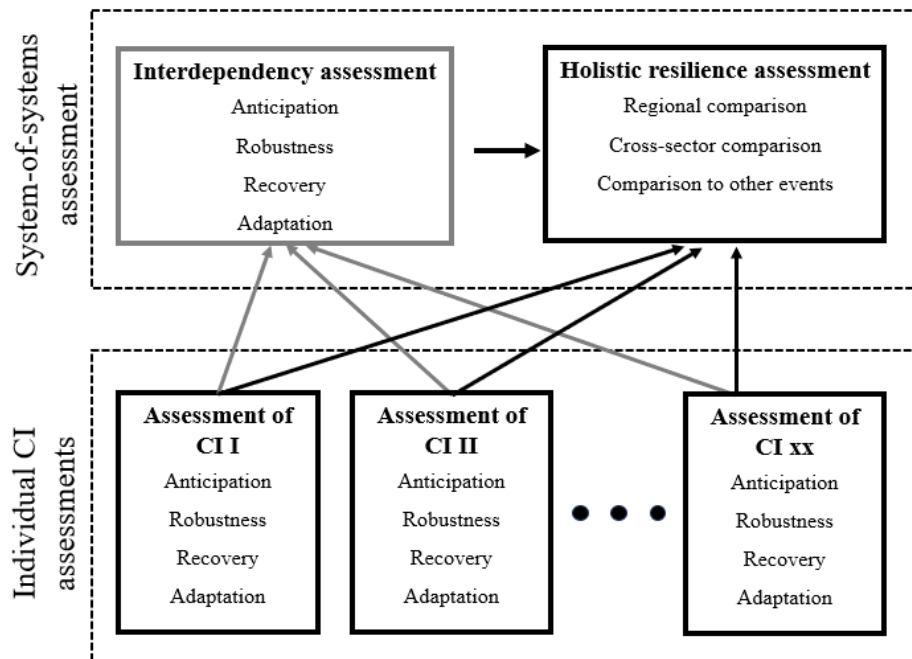 System-of-systems
assessment
Interdependency assessment
Anticipation
Robustness
Recovery
Adaptation
Holistic resilience assessment
Regional comparison
Cross-sector comparison
Comparison to other events
Individual CI
assessments
Assessment of
CI I
Anticipation
Robustness
Recovery
Adaptation
Assessment of
CI II
Anticipation
Robustness
Recovery
Adaptation
Assessment of
CI xx
Anticipation
Robustness
Recovery
Adaptation